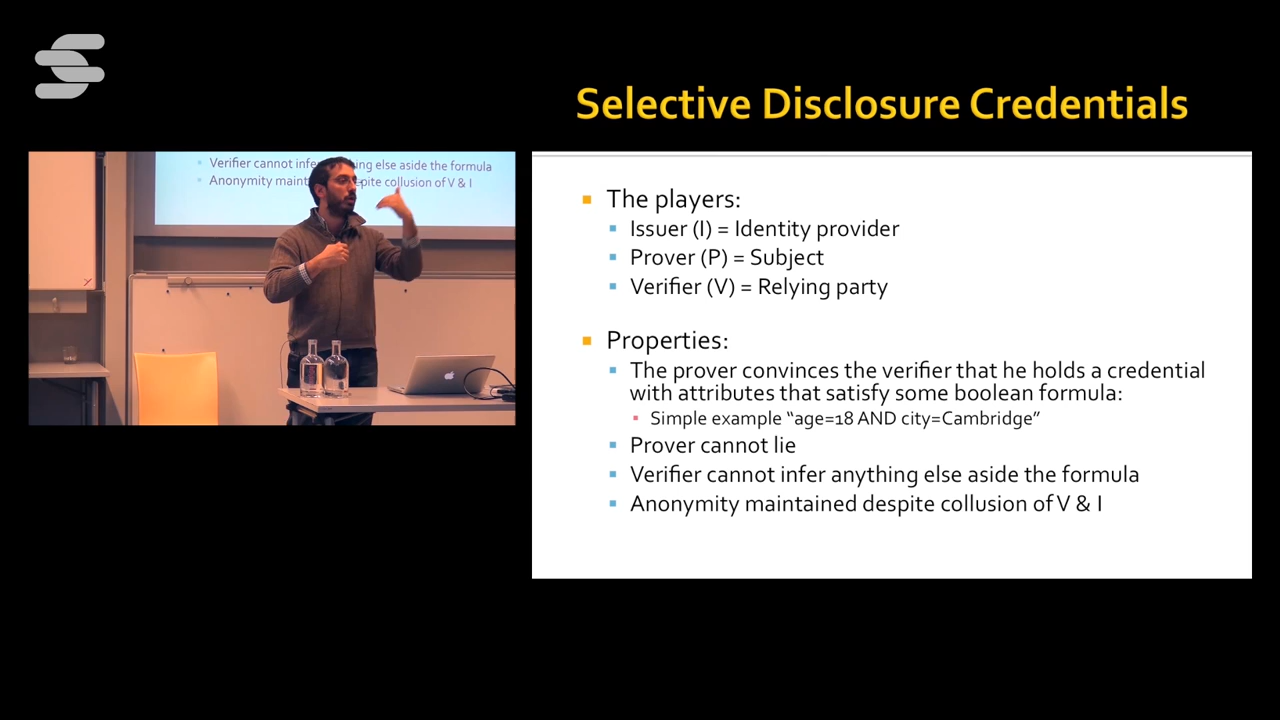 Selective Disclosure Credentials
Verifier cannot infe ng else aside the formula
Anonymity maint spite collusion of V & I
The players:
Issuer (I) = Identity provider
Prover (P) = Subject
Verifier (V) = Relying party
Properties:
The prover convinces the verifier that he holds a credential
with attributes that satisfy some boolean formula:
Simple example “age=18 AND city=Cambridge”
Prover cannot lie
Verifier cannot infer anything else aside the formula
Anonymity maintained despite collusion of V & I